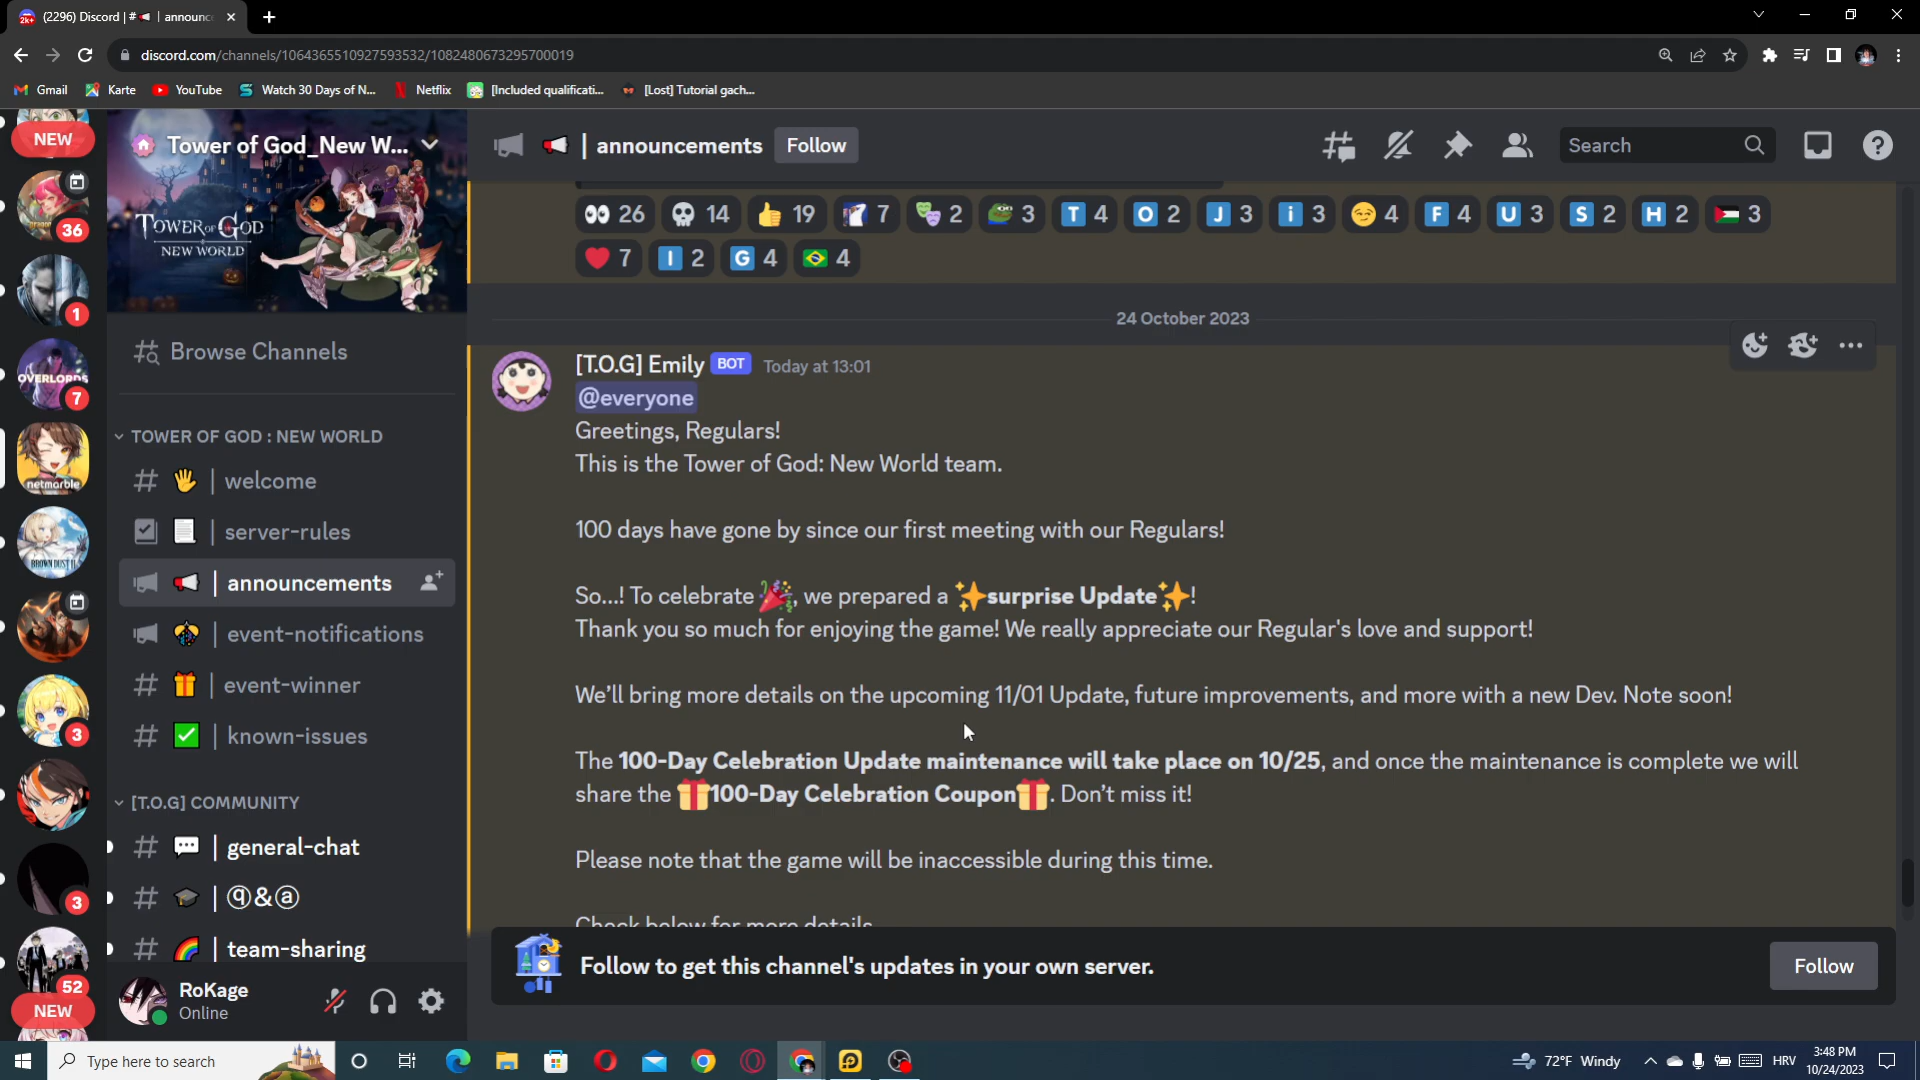 (2296) Discord | # | announc
discord.com/channels/1064365510927593532/1082480673295700019
Gmail
Karte
YouTube
Watch 30 Days of N...
Netflix
[Included qualificati...
[Lost] Tutorial gach...
NEW
36
1
OVERLORDS
7
netmarble
BROWN DUST II
3
3
52
NEW
Tower of God_New W...
TOWER OF GOD
NEW WORLD
Browse Channels
TOWER OF GOD : NEW WORLD
# | welcome
| server-rules
| announcements
| event-notifications
# | event-winner
# | known-issues
[T.O.G] COMMUNITY
# | general-chat
# | ⓠ&ⓐ
# | team-sharing
RoKage
Online
| announcements
Follow
Search
26 14 19 7 2 3 T 4 O 2 J 3 i 3 4 F 4 U 3 S 2 H 2 3
7 I 2 G 4 4
24 October 2023
[T.O.G] Emily BOT Today at 13:01
@everyone
Greetings, Regulars!
This is the Tower of God: New World team.
100 days have gone by since our first meeting with our Regulars!
So...! To celebrate 🎉, we prepared a ✨surprise Update✨!
Thank you so much for enjoying the game! We really appreciate our Regular's love and support!
We'll bring more details on the upcoming 11/01 Update, future improvements, and more with a new Dev. Note soon!
The 100-Day Celebration Update maintenance will take place on 10/25, and once the maintenance is complete we will
share the 🎁100-Day Celebration Coupon🎁. Don't miss it!
Please note that the game will be inaccessible during this time.
Check below for more details
Follow to get this channel's updates in your own server.
Follow
Type here to search
72°F Windy
HRV
3:48 PM
10/24/2023